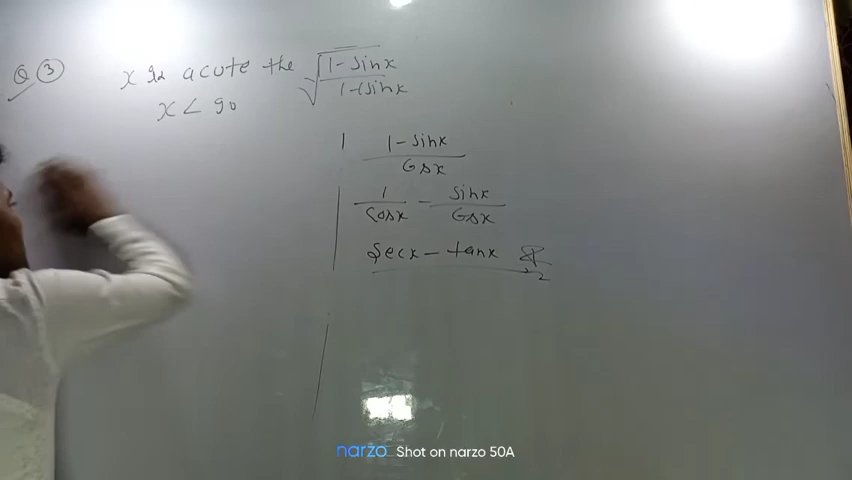 Q 3 x is acute the √1-sinx
1+sinx
x < 90
1-sinx
Cosx
1 - sinx
Cosx Cosx
Secx - tanx
narzo Shot on narzo 50A